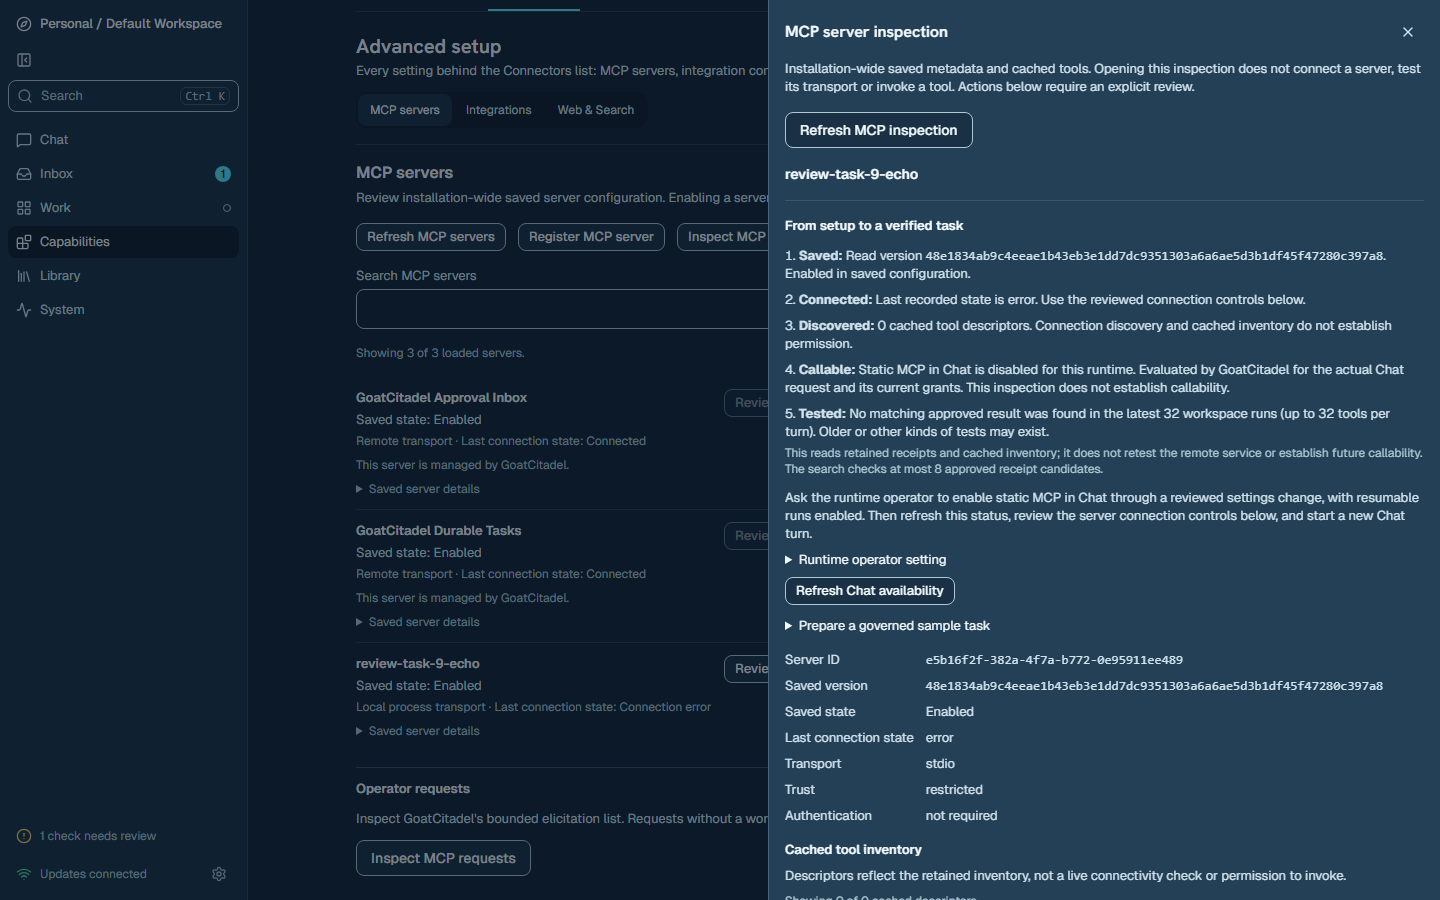 Personal / Default Workspace
Search Ctrl K
Chat
Inbox 1
Work
Capabilities
Library
System
1 check needs review
Updates connected
Advanced setup
Every setting behind the Connectors list: MCP servers, integration cor
MCP servers Integrations Web & Search
MCP servers
Review installation-wide saved server configuration. Enabling a serve
Refresh MCP servers Register MCP server Inspect MCP
Search MCP servers
Showing 3 of 3 loaded servers.
GoatCitadel Approval Inbox
Saved state: Enabled
Revie
Remote transport · Last connection state: Connected
This server is managed by GoatCitadel.
Saved server details
GoatCitadel Durable Tasks
Saved state: Enabled
Revie
Remote transport · Last connection state: Connected
This server is managed by GoatCitadel.
Saved server details
review-task-9-echo
Saved state: Enabled
Revie
Local process transport · Last connection state: Connection error
Saved server details
Operator requests
Inspect GoatCitadel's bounded elicitation list. Requests without a wor
Inspect MCP requests
MCP server inspection
Installation-wide saved metadata and cached tools. Opening this inspection does not connect a server, test
its transport or invoke a tool. Actions below require an explicit review.
Refresh MCP inspection
review-task-9-echo
From setup to a verified task
1. Saved: Read version 48e1834ab9c4eeae1b43eb3e1dd7dc9351303a6a6ae5d3b1df45f47280c397a8.
Enabled in saved configuration.
2. Connected: Last recorded state is error. Use the reviewed connection controls below.
3. Discovered: 0 cached tool descriptors. Connection discovery and cached inventory do not establish
permission.
4. Callable: Static MCP in Chat is disabled for this runtime. Evaluated by GoatCitadel for the actual Chat
request and its current grants. This inspection does not establish callability.
5. Tested: No matching approved result was found in the latest 32 workspace runs (up to 32 tools per
turn). Older or other kinds of tests may exist.
This reads retained receipts and cached inventory; it does not retest the remote service or establish future callability.
The search checks at most 8 approved receipt candidates.
Ask the runtime operator to enable static MCP in Chat through a reviewed settings change, with resumable
runs enabled. Then refresh this status, review the server connection controls below, and start a new Chat
turn.
Runtime operator setting
Refresh Chat availability
Prepare a governed sample task
Server ID e5b16f2f-382a-4f7a-b772-0e95911ee489
Saved version 48e1834ab9c4eeae1b43eb3e1dd7dc9351303a6a6ae5d3b1df45f47280c397a8
Saved state Enabled
Last connection state error
Transport stdio
Trust restricted
Authentication not required
Cached tool inventory
Descriptors reflect the retained inventory, not a live connectivity check or permission to invoke.
Showing 0 of 0 cached descriptors